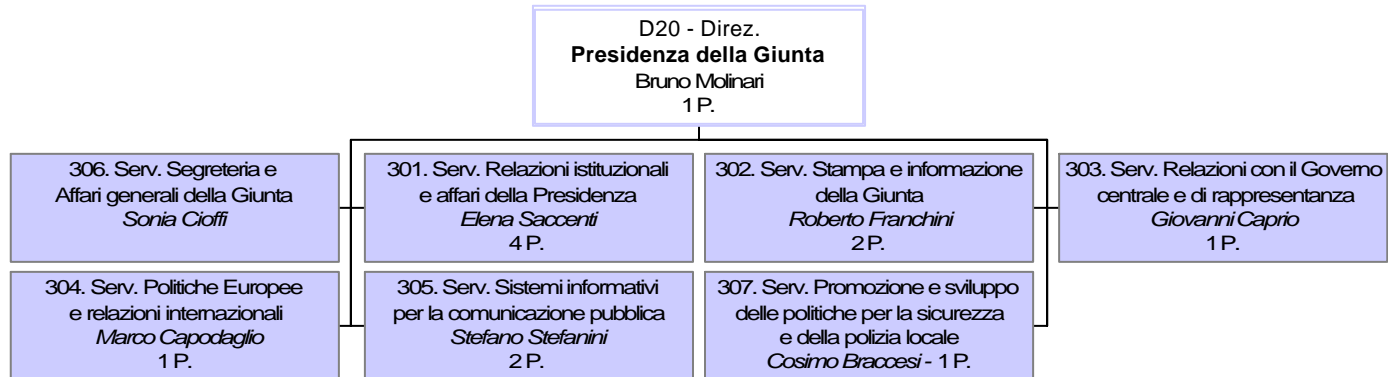 D20 - Direz.
Presidenza della Giunta
Bruno Molinari
1 P.
306. Serv. Segreteria e
Affari generali della Giunta
Sonia Cioffi
301. Serv. Relazioni istituzionali
e affari della Presidenza
Elena Saccenti
4 P.
302. Serv. Stampa e informazione
della Giunta
Roberto Franchini
2 P.
303. Serv. Relazioni con il Governo
centrale e di rappresentanza
Giovanni Caprio
1 P.
304. Serv. Politiche Europee
e relazioni internazionali
Marco Capodaglio
1 P.
305. Serv. Sistemi informativi
per la comunicazione pubblica
Stefano Stefanini
2 P.
307. Serv. Promozione e sviluppo
delle politiche per la sicurezza
e della polizia locale
Cosimo Braccesi - 1 P.